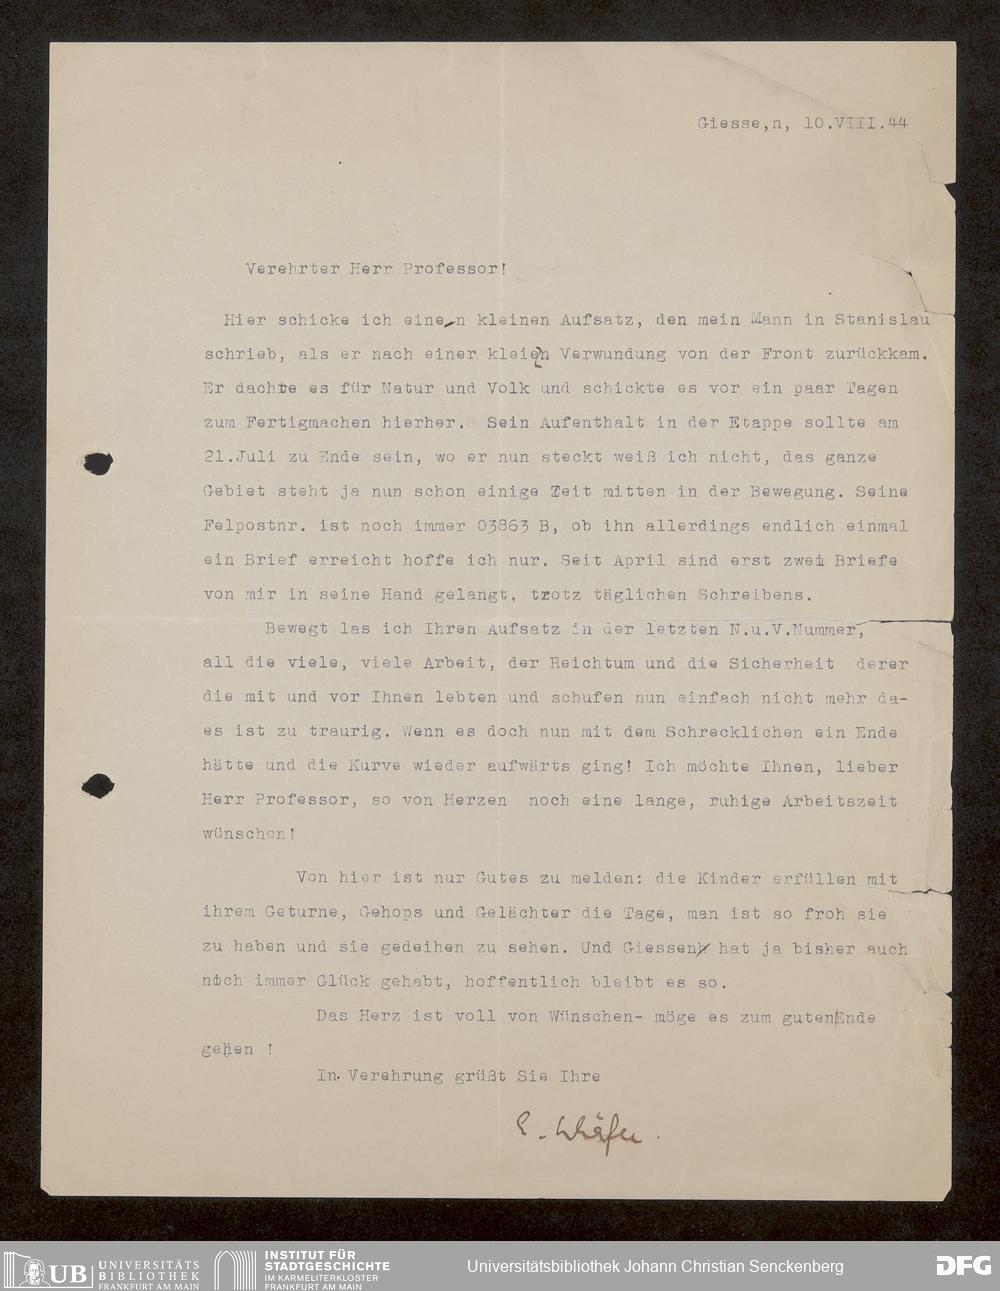 Giesse,n, 10.VIII.44
Verehrter Herr Professor!
Hier schicke ich einen kleinen Aufsatz, den mein Mann in Stanislau
schrieb, als er nach einer kleien Verwundung von der Front zurückkam.
Er dachte es für Natur und Volk und schickte es vor ein paar Tagen
zum Fertigmachen hierher. Sein Aufenthalt in der Etappe sollte am
21.Juli zu Ende sein, wo er nun steckt weiß ich nicht, das ganze
Gebiet steht ja nun schon einige Zeit mitten in der Bewegung. Seine
Felpostnr. ist noch immer 03863 B, ob ihn allerdings endlich einmal
ein Brief erreicht hoffe ich nur. Seit April sind erst zwei Briefe
von mir in seine Hand gelangt, trotz täglichen Schreibens.
Bewegt las ich Ihren Aufsatz in der letzten N.u.V.Nummer,
all die viele, viele Arbeit, der Reichtum und die Sicherheit derer
die mit und vor Ihnen lebten und schufen nun einfach nicht mehr da-
es ist zu traurig. Wenn es doch nun mit dem Schrecklichen ein Ende
hätte und die Kurve wieder aufwärts ging! Ich möchte Ihnen, lieber
Herr Professor, so von Herzen noch eine lange, ruhige Arbeitszeit
wünschen!
Von hier ist nur Gutes zu melden: die Kinder erfüllen mit
ihrem Geturne, Gehops und Gelächter die Tage, man ist so froh sie
zu haben und sie gedeihen zu sehen. Und Giessen hat ja bisher auch
noch immer Glück gehabt, hoffentlich bleibt es so.
Das Herz ist voll von Wünschen- möge es zum guten Ende
gehen !
In Verehrung grüßt Sie Ihre
E. Schäfer.
UB UNIVERSITÄTS
BIBLIOTHEK
FRANKFURT AM MAIN
INSTITUT FÜR
STADTGESCHICHTE
IM KARMELITERKLOSTER
FRANKFURT AM MAIN
Universitätsbibliothek Johann Christian Senckenberg
DFG